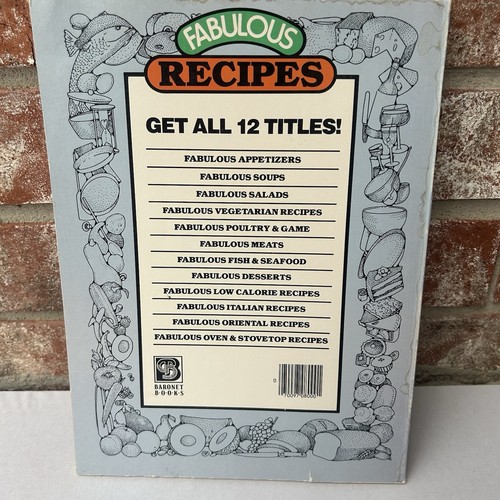 FABULOUS
RECIPES
GET ALL 12 TITLES!
FABULOUS APPETIZERS
FABULOUS SOUPS
FABULOUS SALADS
FABULOUS VEGETARIAN RECIPES
FABULOUS POULTRY & GAME
FABULOUS MEATS
FABULOUS FISH & SEAFOOD
FABULOUS DESSERTS
FABULOUS LOW CALORIE RECIPES
FABULOUS ITALIAN RECIPES
FABULOUS ORIENTAL RECIPES
FABULOUS OVEN & STOVETOP RECIPES
BARONET
B•O•O•K•S